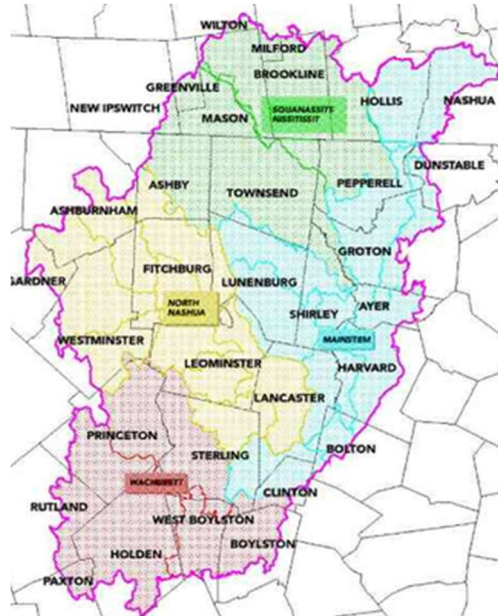 WILTON
MILFORD
BROOKLINE
GREENVILLE
HOLLIS
NASHUA
NEW IPSWITCH
SQUANASSITS
NISSITISSIT
MASON
DUNSTABLE
ASHBY
PEPPERELL
TOWNSEND
ASHBURNHAM
GROTON
FITCHBURG
GARDNER
LUNENBURG
NORTH
NASHUA
AYER
SHIRLEY
WESTMINSTER
MAINSTEM
LEOMINSTER
HARVARD
LANCASTER
PRINCETON
BOLTON
STERLING
WACHUSETT
CLINTON
RUTLAND
WEST BOYLSTON
BOYLSTON
HOLDEN
PAXTON